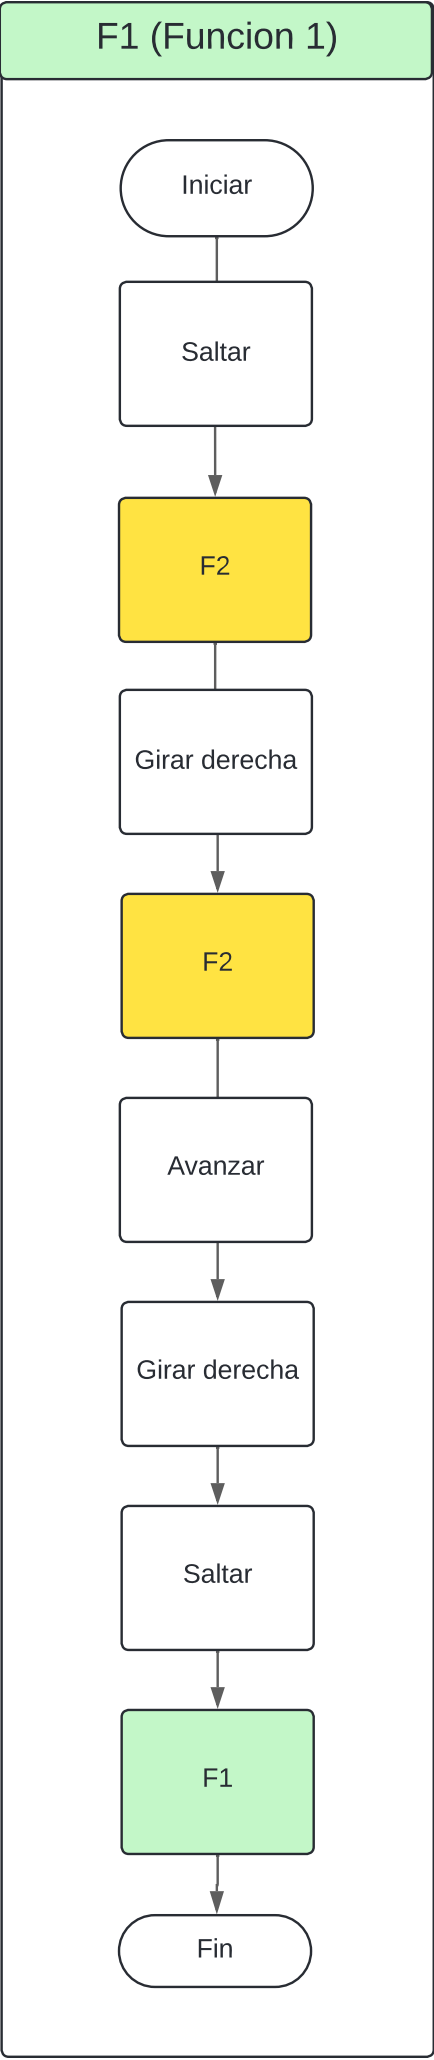 F1 (Funcion 1)
Iniciar
Saltar
F2
Girar derecha
F2
Avanzar
Girar derecha
Saltar
F1
Fin